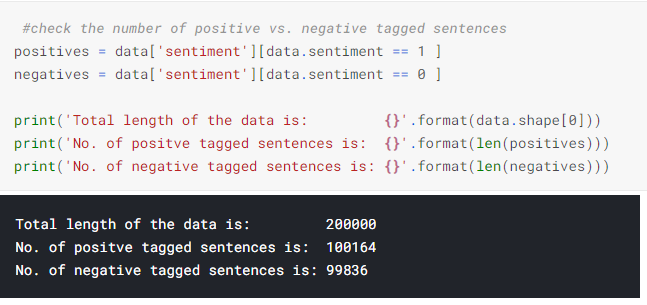 #check the number of positive vs. negative tagged sentences
positives = data['sentiment'][data.sentiment == 1 ]
negatives = data['sentiment'][data.sentiment == 0 ]
print('Total length of the data is:         {}'.format(data.shape[0]))
print('No. of positve tagged sentences is:  {}'.format(len(positives)))
print('No. of negative tagged sentences is: {}'.format(len(negatives)))
Total length of the data is:         200000
No. of positve tagged sentences is:  100164
No. of negative tagged sentences is: 99836